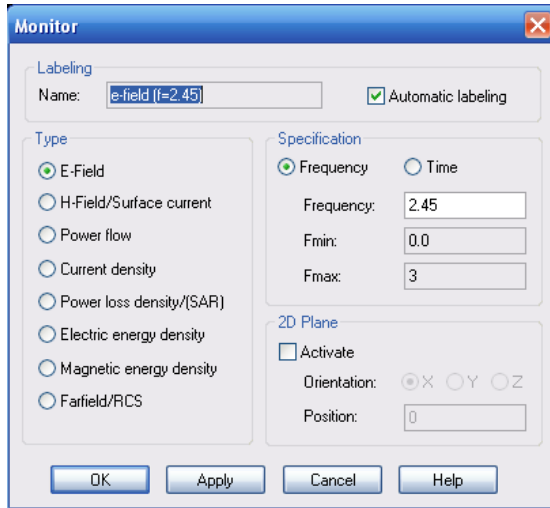 Monitor
Labeling
Name: e-field (f=2.45) Automatic labeling
Type
E-Field
H-Field/Surface current
Power flow
Current density
Power loss density/(SAR)
Electric energy density
Magnetic energy density
Farfield/RCS
Specification
Frequency Time
Frequency: 2.45
Fmin: 0.0
Fmax: 3
2D Plane
Activate
Orientation: X Y Z
Position: 0
OK Apply Cancel Help